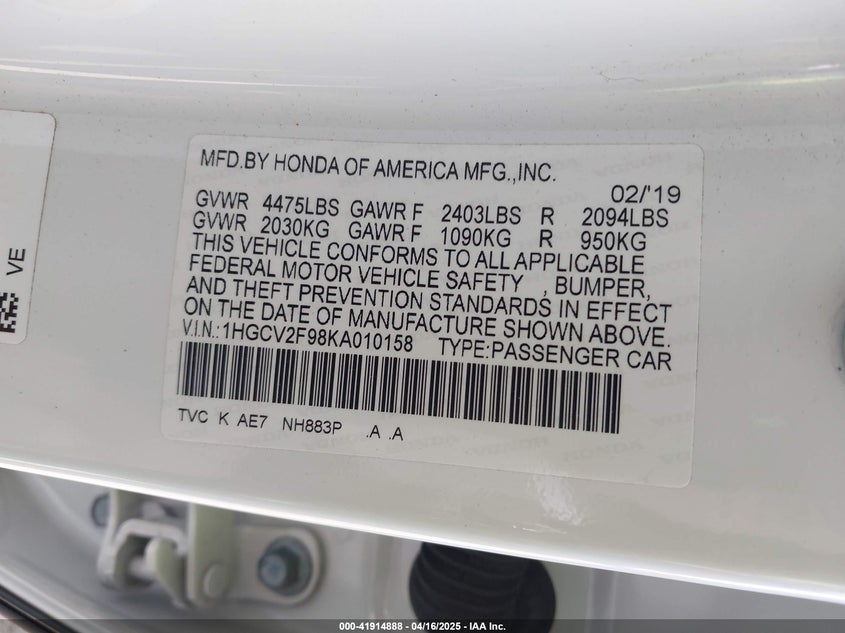 VE
MFD.BY HONDA OF AMERICA MFG.,INC.
02/'19
GVWR 4475LBS GAWR F 2403LBS R 2094LBS
GVWR 2030KG GAWR F 1090KG R 950KG
THIS VEHICLE CONFORMS TO ALL APPLICABLE
FEDERAL MOTOR VEHICLE SAFETY , BUMPER,
AND THEFT PREVENTION STANDARDS IN EFFECT
ON THE DATE OF MANUFACTURE SHOWN ABOVE.
V.I.N.:1HGCV2F98KA010158 TYPE:PASSENGER CAR
TVC K AE7 NH883P .A .A
000-41914888 - 04/16/2025 - IAA Inc.